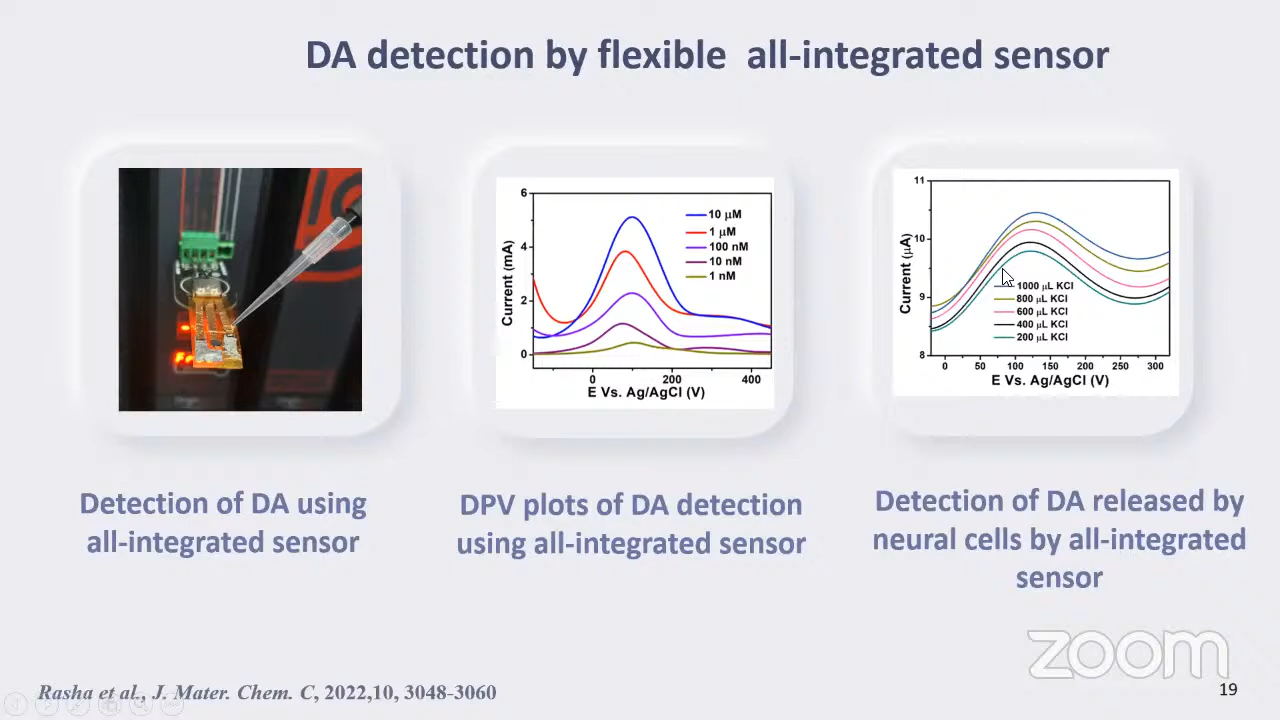 DA detection by flexible  all-integrated sensor
6
4
2
0
Current (mA)
10 μM
1 μM
100 nM
10 nM
1 nM
0
200
400
E Vs. Ag/AgCl (V)
11
10
9
8
Current (μA)
1000 μL KCl
800 μL KCl
600 μL KCl
400 μL KCl
200 μL KCl
0
50
100
150
200
250
300
E Vs. Ag/AgCl (V)
Detection of DA using
all-integrated sensor
DPV plots of DA detection
using all-integrated sensor
Detection of DA released by
neural cells by all-integrated
sensor
zoom
Rasha et al., J. Mater. Chem. C, 2022,10, 3048-3060
19